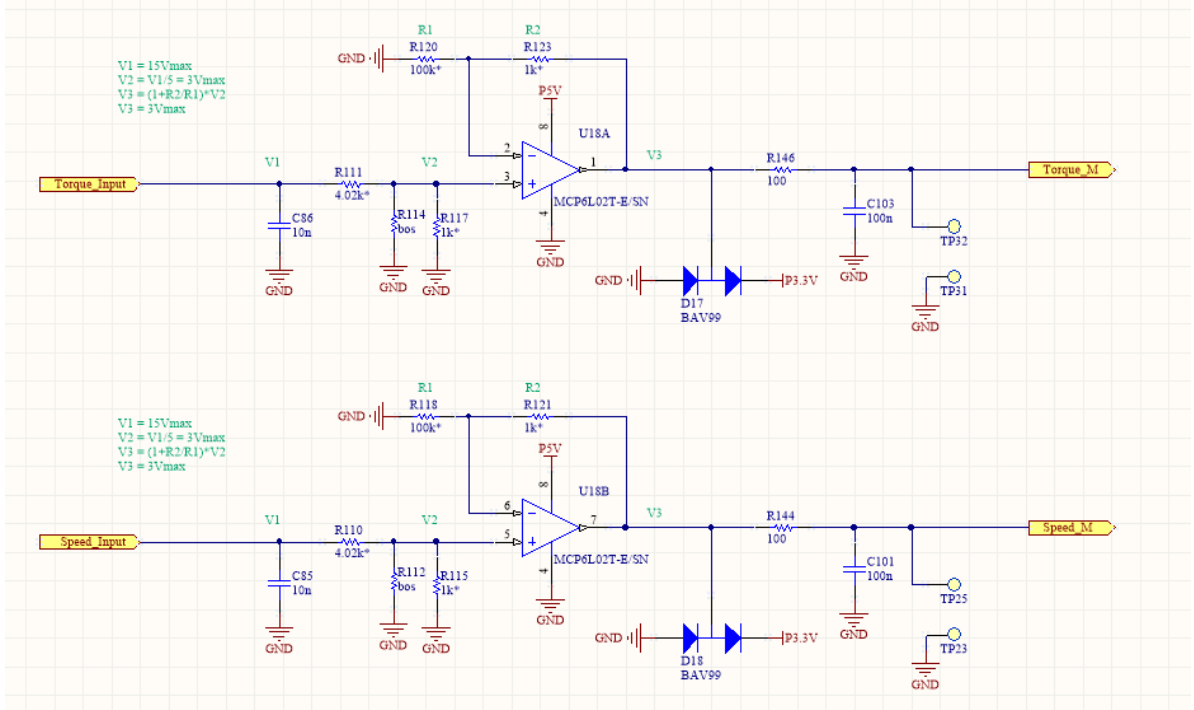 R1
R2
R120
R123
GND
100k*
1k*
V1 = 15Vmax
V2 = V1/5 = 3Vmax
V3 = (1+R2/R1)*V2
V3 = 3Vmax
P5V
8
U18A
2
1
V3
3
4
MCP6L02T-E/SN
GND
V1
R111
4.02k*
V2
Torque_Input
C86
10n
GND
R114
bos
GND
R117
1k*
GND
R146
100
Torque_M
C103
100n
GND
TP32
TP31
GND
GND
D17
BAV99
P3.3V
R1
R2
R118
R121
GND
100k*
1k*
V1 = 15Vmax
V2 = V1/5 = 3Vmax
V3 = (1+R2/R1)*V2
V3 = 3Vmax
P5V
8
U18B
6
7
V3
5
4
MCP6L02T-E/SN
GND
V1
R110
4.02k*
V2
Speed_Input
C85
10n
GND
R112
bos
GND
R115
1k*
GND
R144
100
Speed_M
C101
100n
GND
TP25
TP23
GND
GND
D18
BAV99
P3.3V